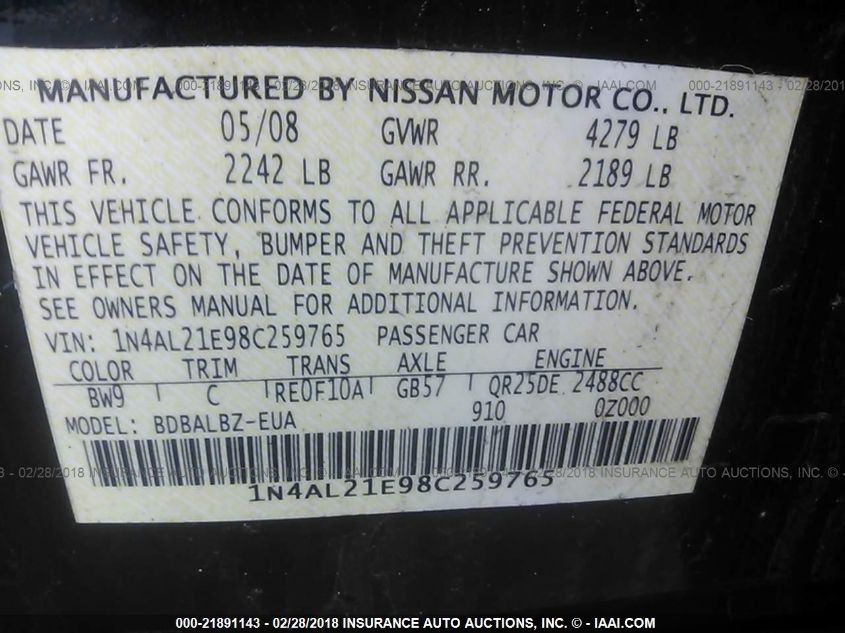 MANUFACTURED BY NISSAN MOTOR CO., LTD.
DATE 05/08 GVWR 4279 LB
GAWR FR. 2242 LB GAWR RR. 2189 LB
THIS VEHICLE CONFORMS TO ALL APPLICABLE FEDERAL MOTOR
VEHICLE SAFETY, BUMPER AND THEFT PREVENTION STANDARDS
IN EFFECT ON THE DATE OF MANUFACTURE SHOWN ABOVE.
SEE OWNERS MANUAL FOR ADDITIONAL INFORMATION.
VIN: 1N4AL21E98C259765 PASSENGER CAR
COLOR TRIM TRANS AXLE ENGINE
BW9 C RE0F10A GB57 QR25DE 2488CC
MODEL: BDBALBZ-EUA 910 0Z000
1N4AL21E98C259765
000-21891143 - 02/28/2018 INSURANCE AUTO AUCTIONS, INC. © - IAAI.COM